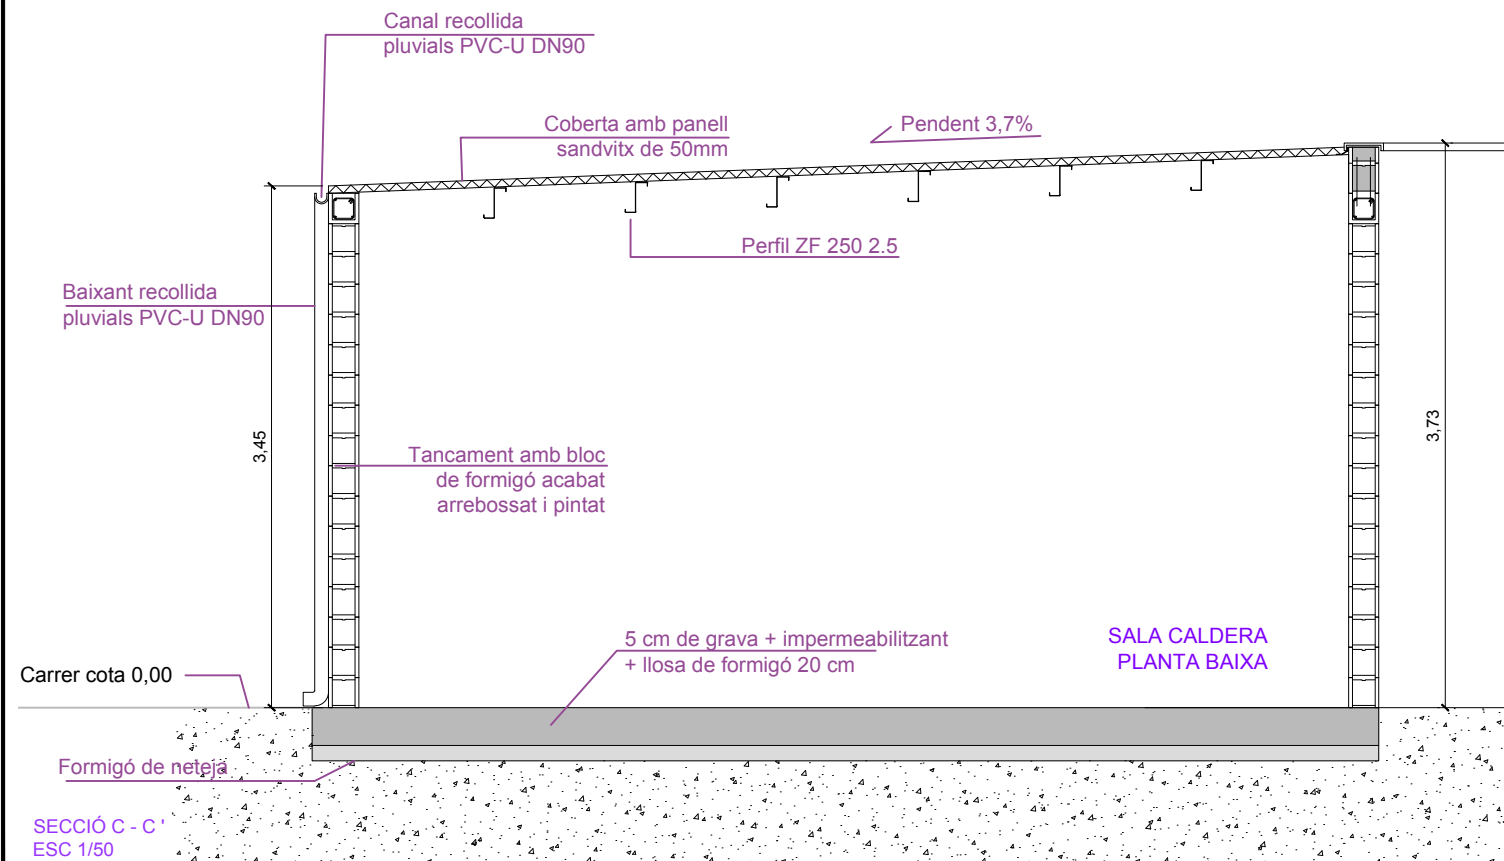 Canal recollida
pluvials PVC-U DN90
Coberta amb panell
sandvitx de 50mm
Pendent 3,7%
Perfil ZF 250 2.5
Baixant recollida
pluvials PVC-U DN90
3,45
3,73
Tancament amb bloc
de formigó acabat
arrebossat i pintat
5 cm de grava + impermeabilitzant
+ llosa de formigó 20 cm
SALA CALDERA
PLANTA BAIXA
Carrer cota 0,00
Formigó de neteja
SECCIÓ C - C '
ESC 1/50